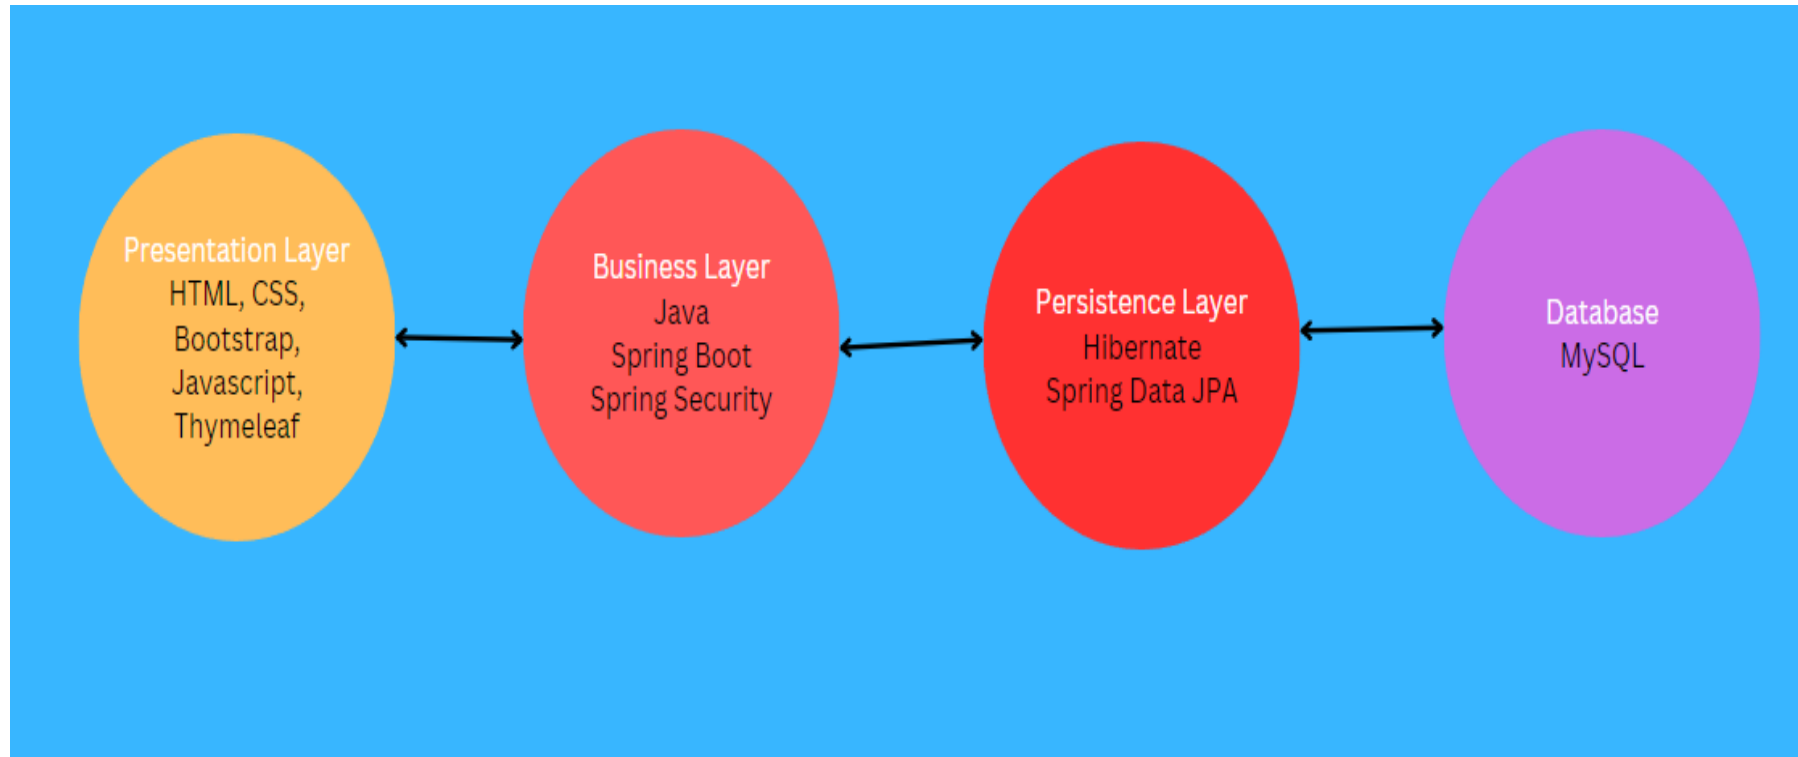 Presentation Layer
HTML, CSS,
Bootstrap,
Javascript,
Thymeleaf
Business Layer
Java
Spring Boot
Spring Security
Persistence Layer
Hibernate
Spring Data JPA
Database
MySQL